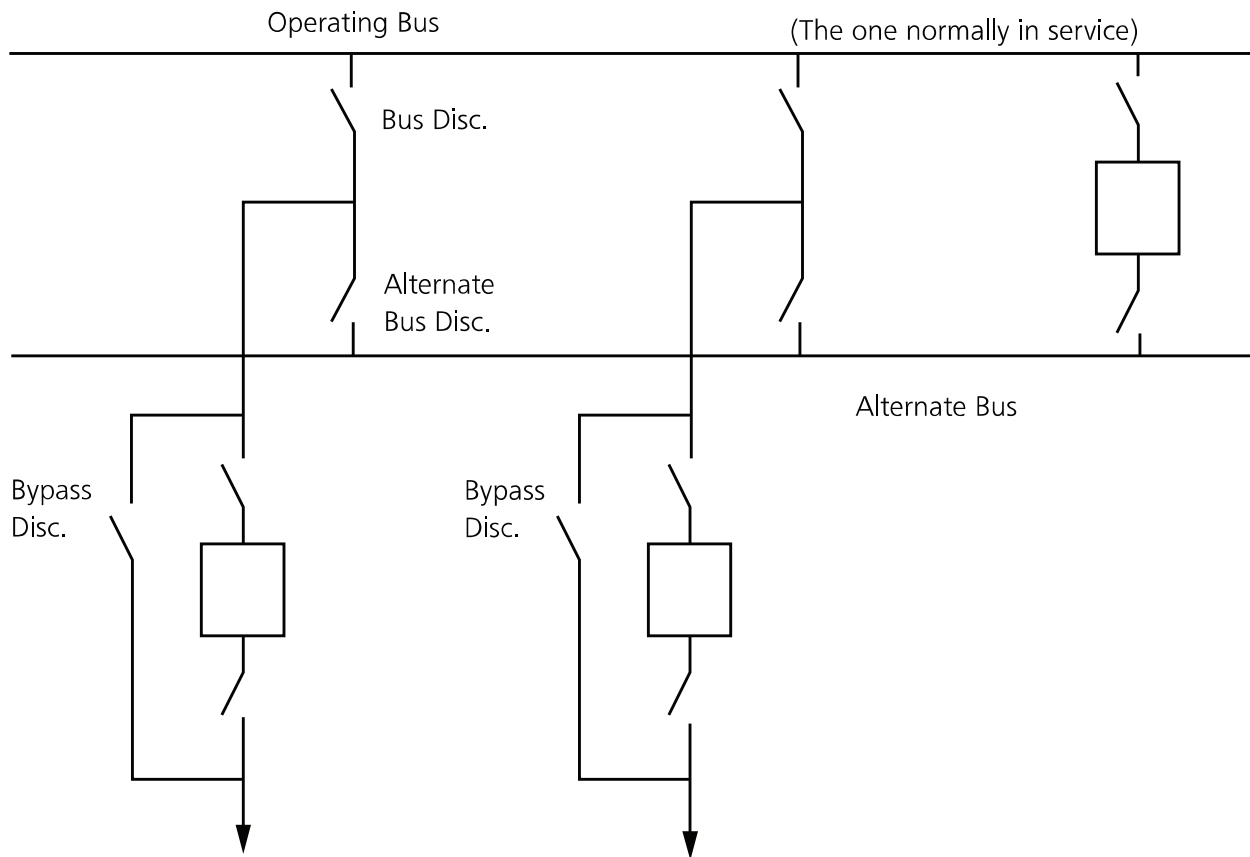 Operating Bus
(The one normally in service)
Bus Disc.
Alternate
Bus Disc.
Alternate Bus
Bypass
Disc.
Bypass
Disc.